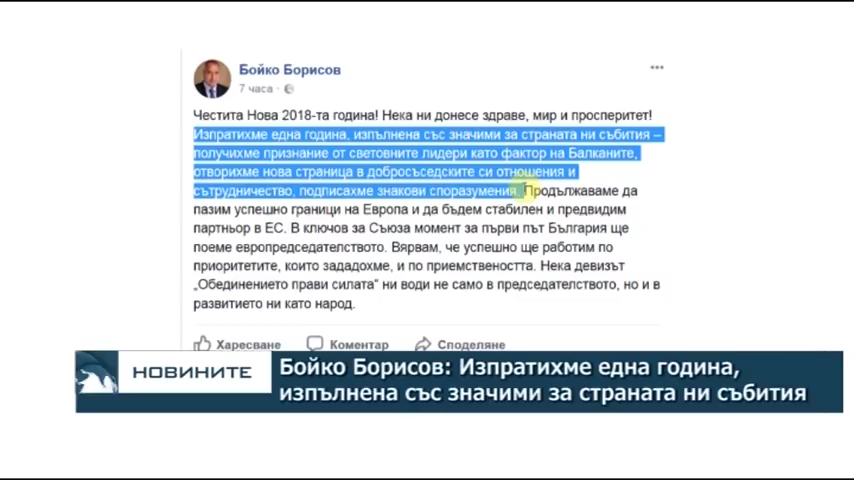 Бойко Борисов
7 часа ·
Честита Нова 2018-та година! Нека ни донесе здраве, мир и просперитет!
Изпратихме една година, изпълнена със значими за страната ни събития –
получихме признание от световните лидери като фактор на Балканите,
отворихме нова страница в добросъседските си отношения и
сътрудничество, подписахме знакови споразумения. Продължаваме да
пазим успешно граници на Европа и да бъдем стабилен и предвидим
партньор в ЕС. В ключов за Съюза момент за първи път България ще
поеме европредседателството. Вярвам, че успешно ще работим по
приоритетите, които зададохме, и по приемствеността. Нека девизът
„Обединението прави силата“ ни води не само в председателството, но и в
развитието ни като народ.
Харесване Коментар Споделяне
НОВИНИТЕ
Бойко Борисов: Изпратихме една година,
изпълнена със значими за страната ни събития